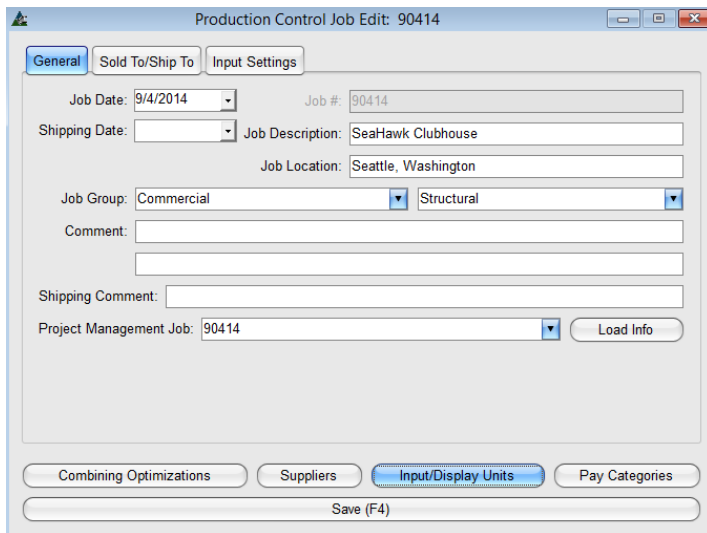 Production Control Job Edit: 90414
General Sold To/Ship To Input Settings
Job Date: 9/4/2014 Job #: 90414
Shipping Date: Job Description: SeaHawk Clubhouse
Job Location: Seattle, Washington
Job Group: Commercial Structural
Comment:
Shipping Comment:
Project Management Job: 90414 Load Info
Combining Optimizations Suppliers Input/Display Units Pay Categories
Save (F4)